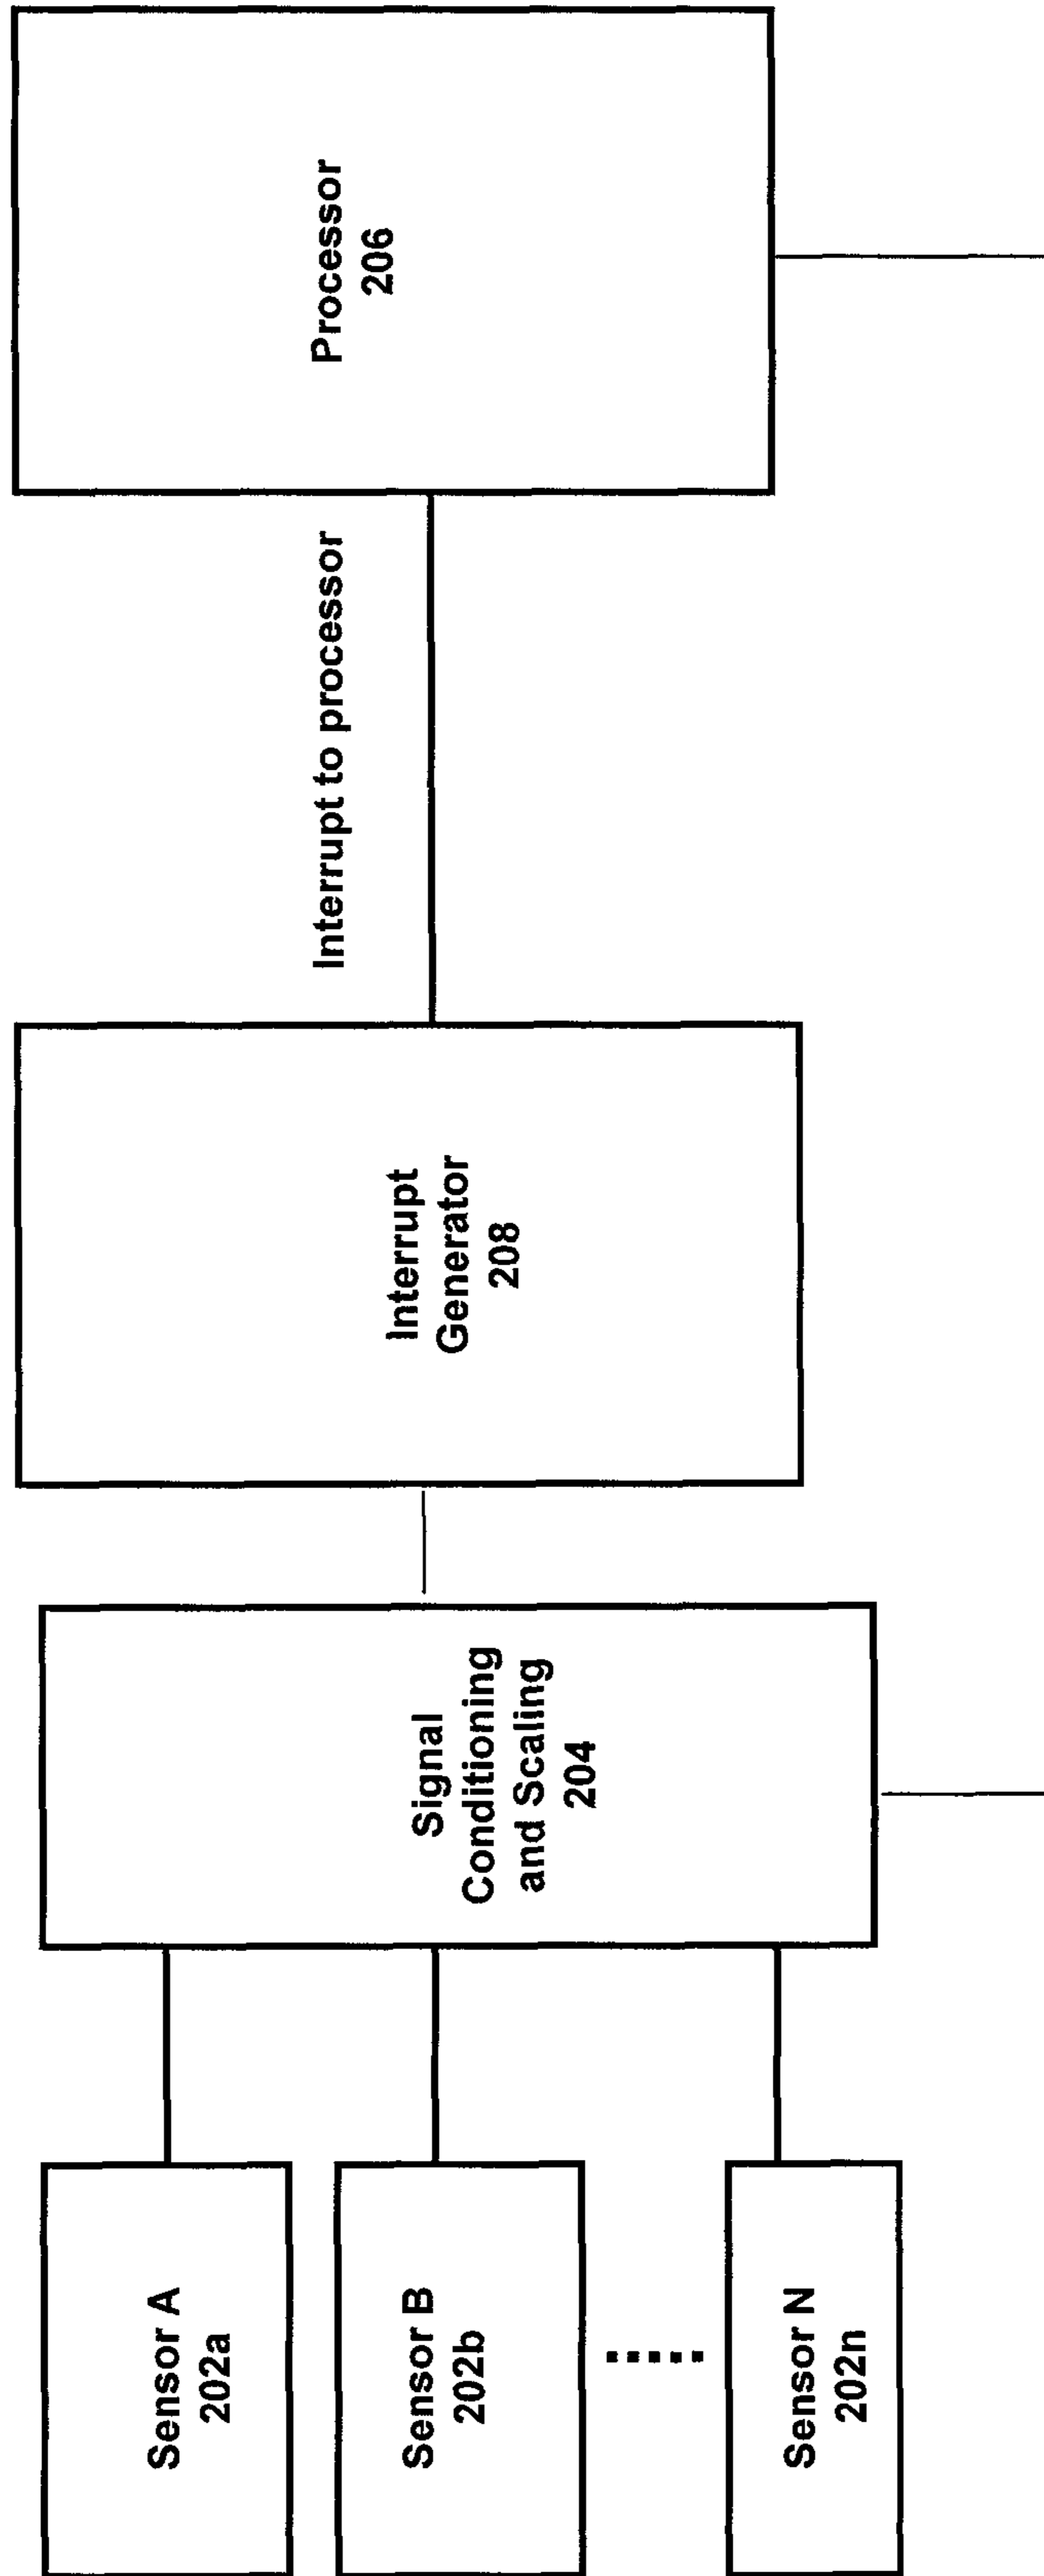 Sensor A
202a
Sensor B
202b
Sensor N
202n
Signal
Conditioning
and Scaling
204
Interrupt
Generator
208
Interrupt to processor
Processor
206